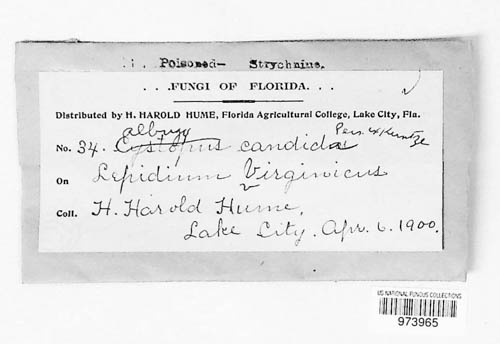 Poisoned- Strychnine.
. . .FUNGI OF FLORIDA. . .
Distributed by H. HAROLD HUME, Florida Agricultural College, Lake City, Fla.
albugo
No. 34. Cystopus candida Pers. ex Kuntze
On Lepidium Virginicus
Coll. H. Harold Hume,
Lake City. Apr. 6. 1900.
US NATIONAL FUNGUS COLLECTIONS
973965